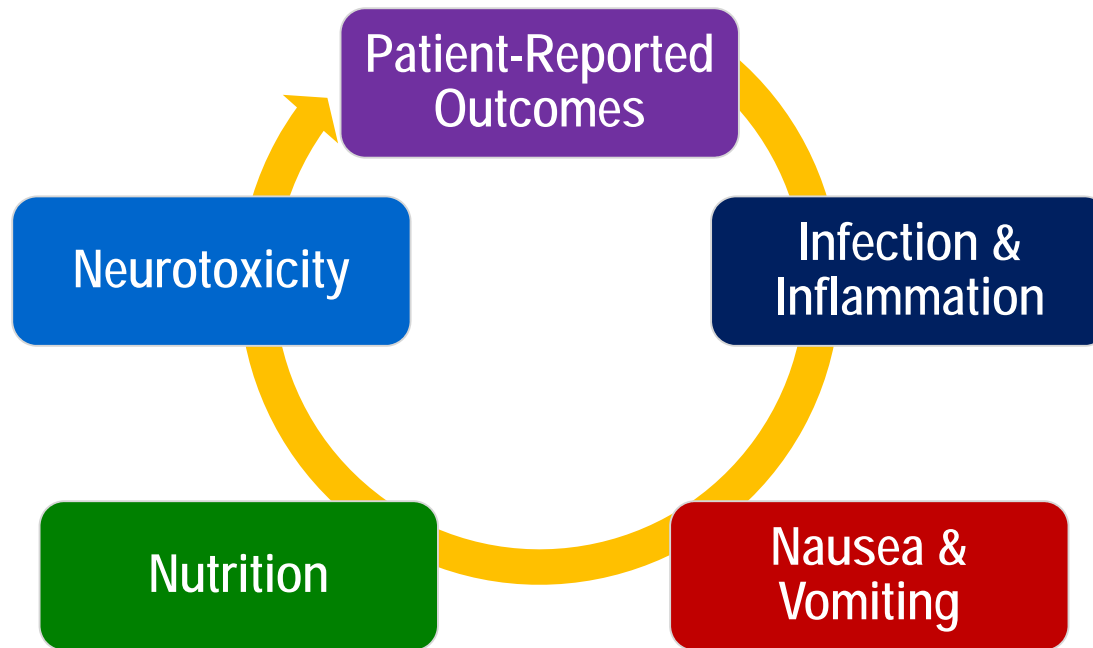 Patient-Reported
Outcomes
Infection &
Inflammation
Nausea &
Vomiting
Nutrition
Neurotoxicity